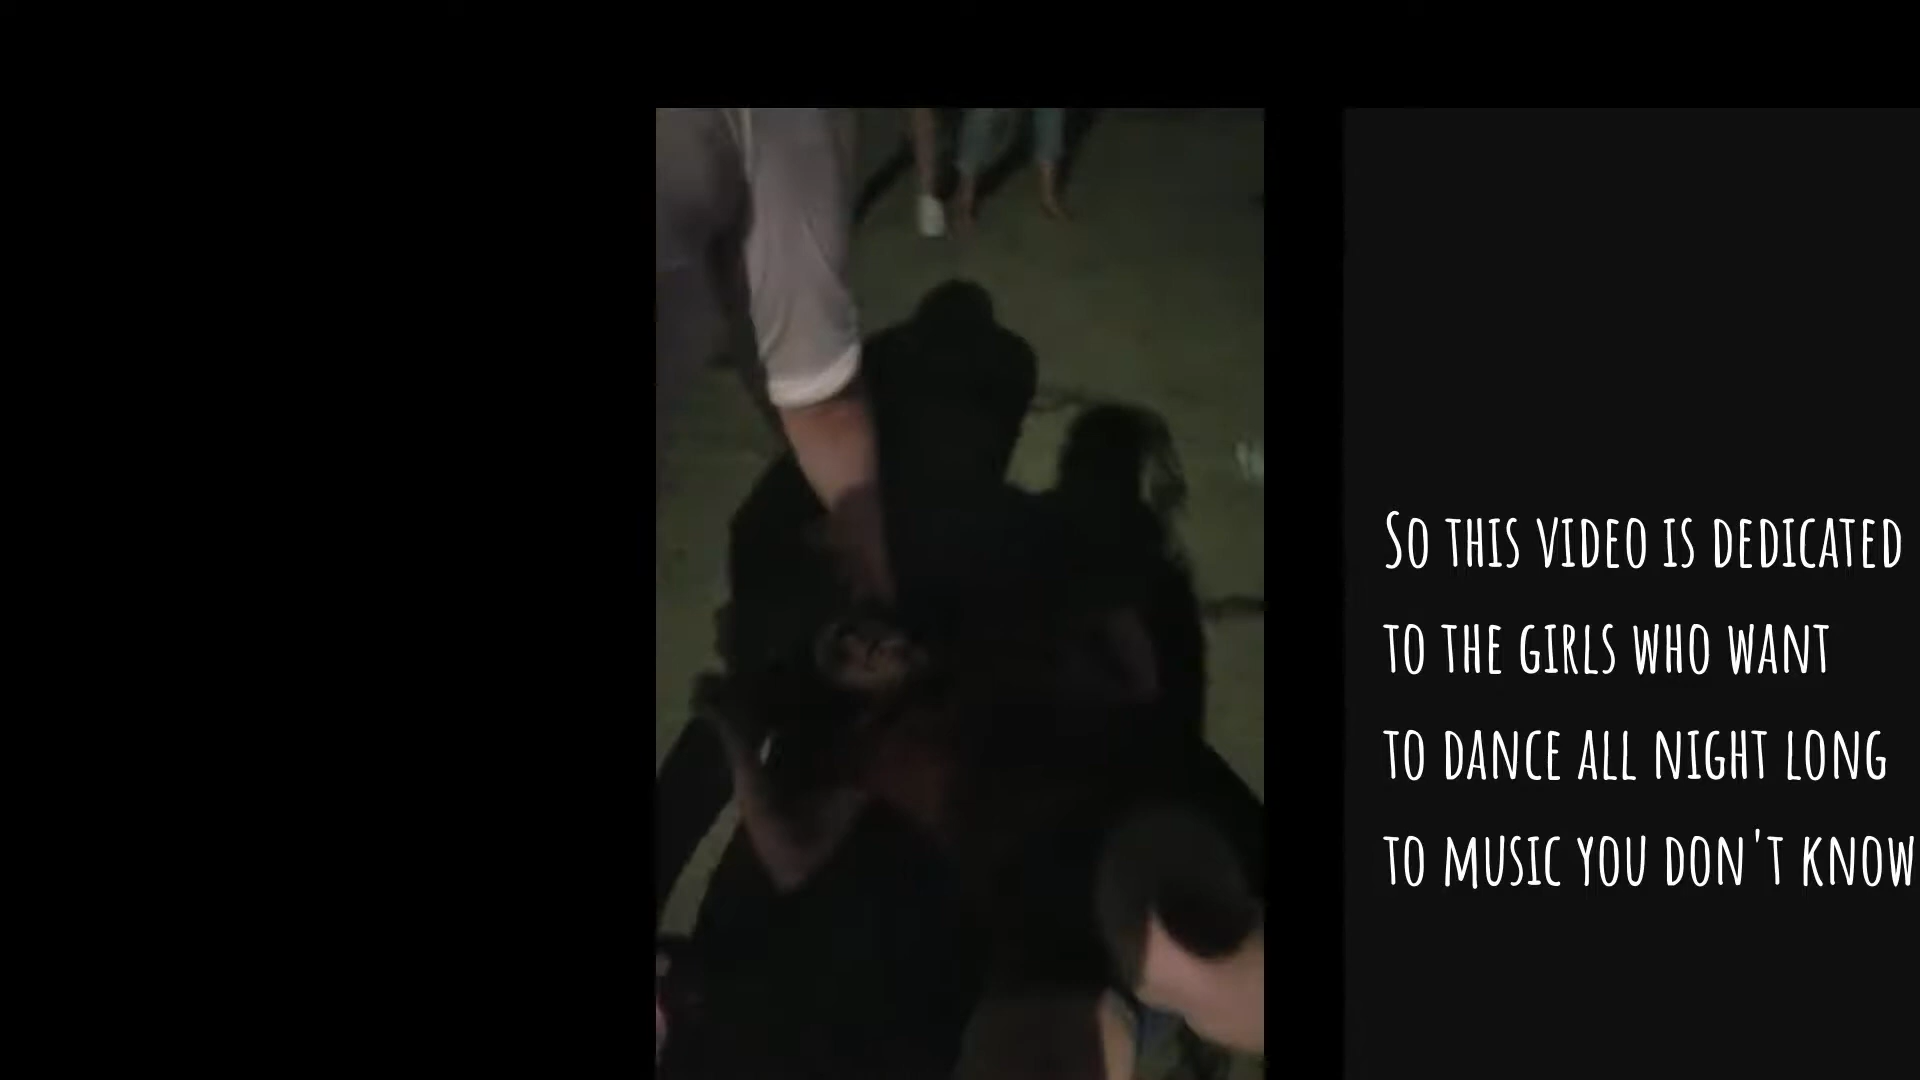 So this video is dedicated
to the girls who want
to dance all night long
to music you don't know